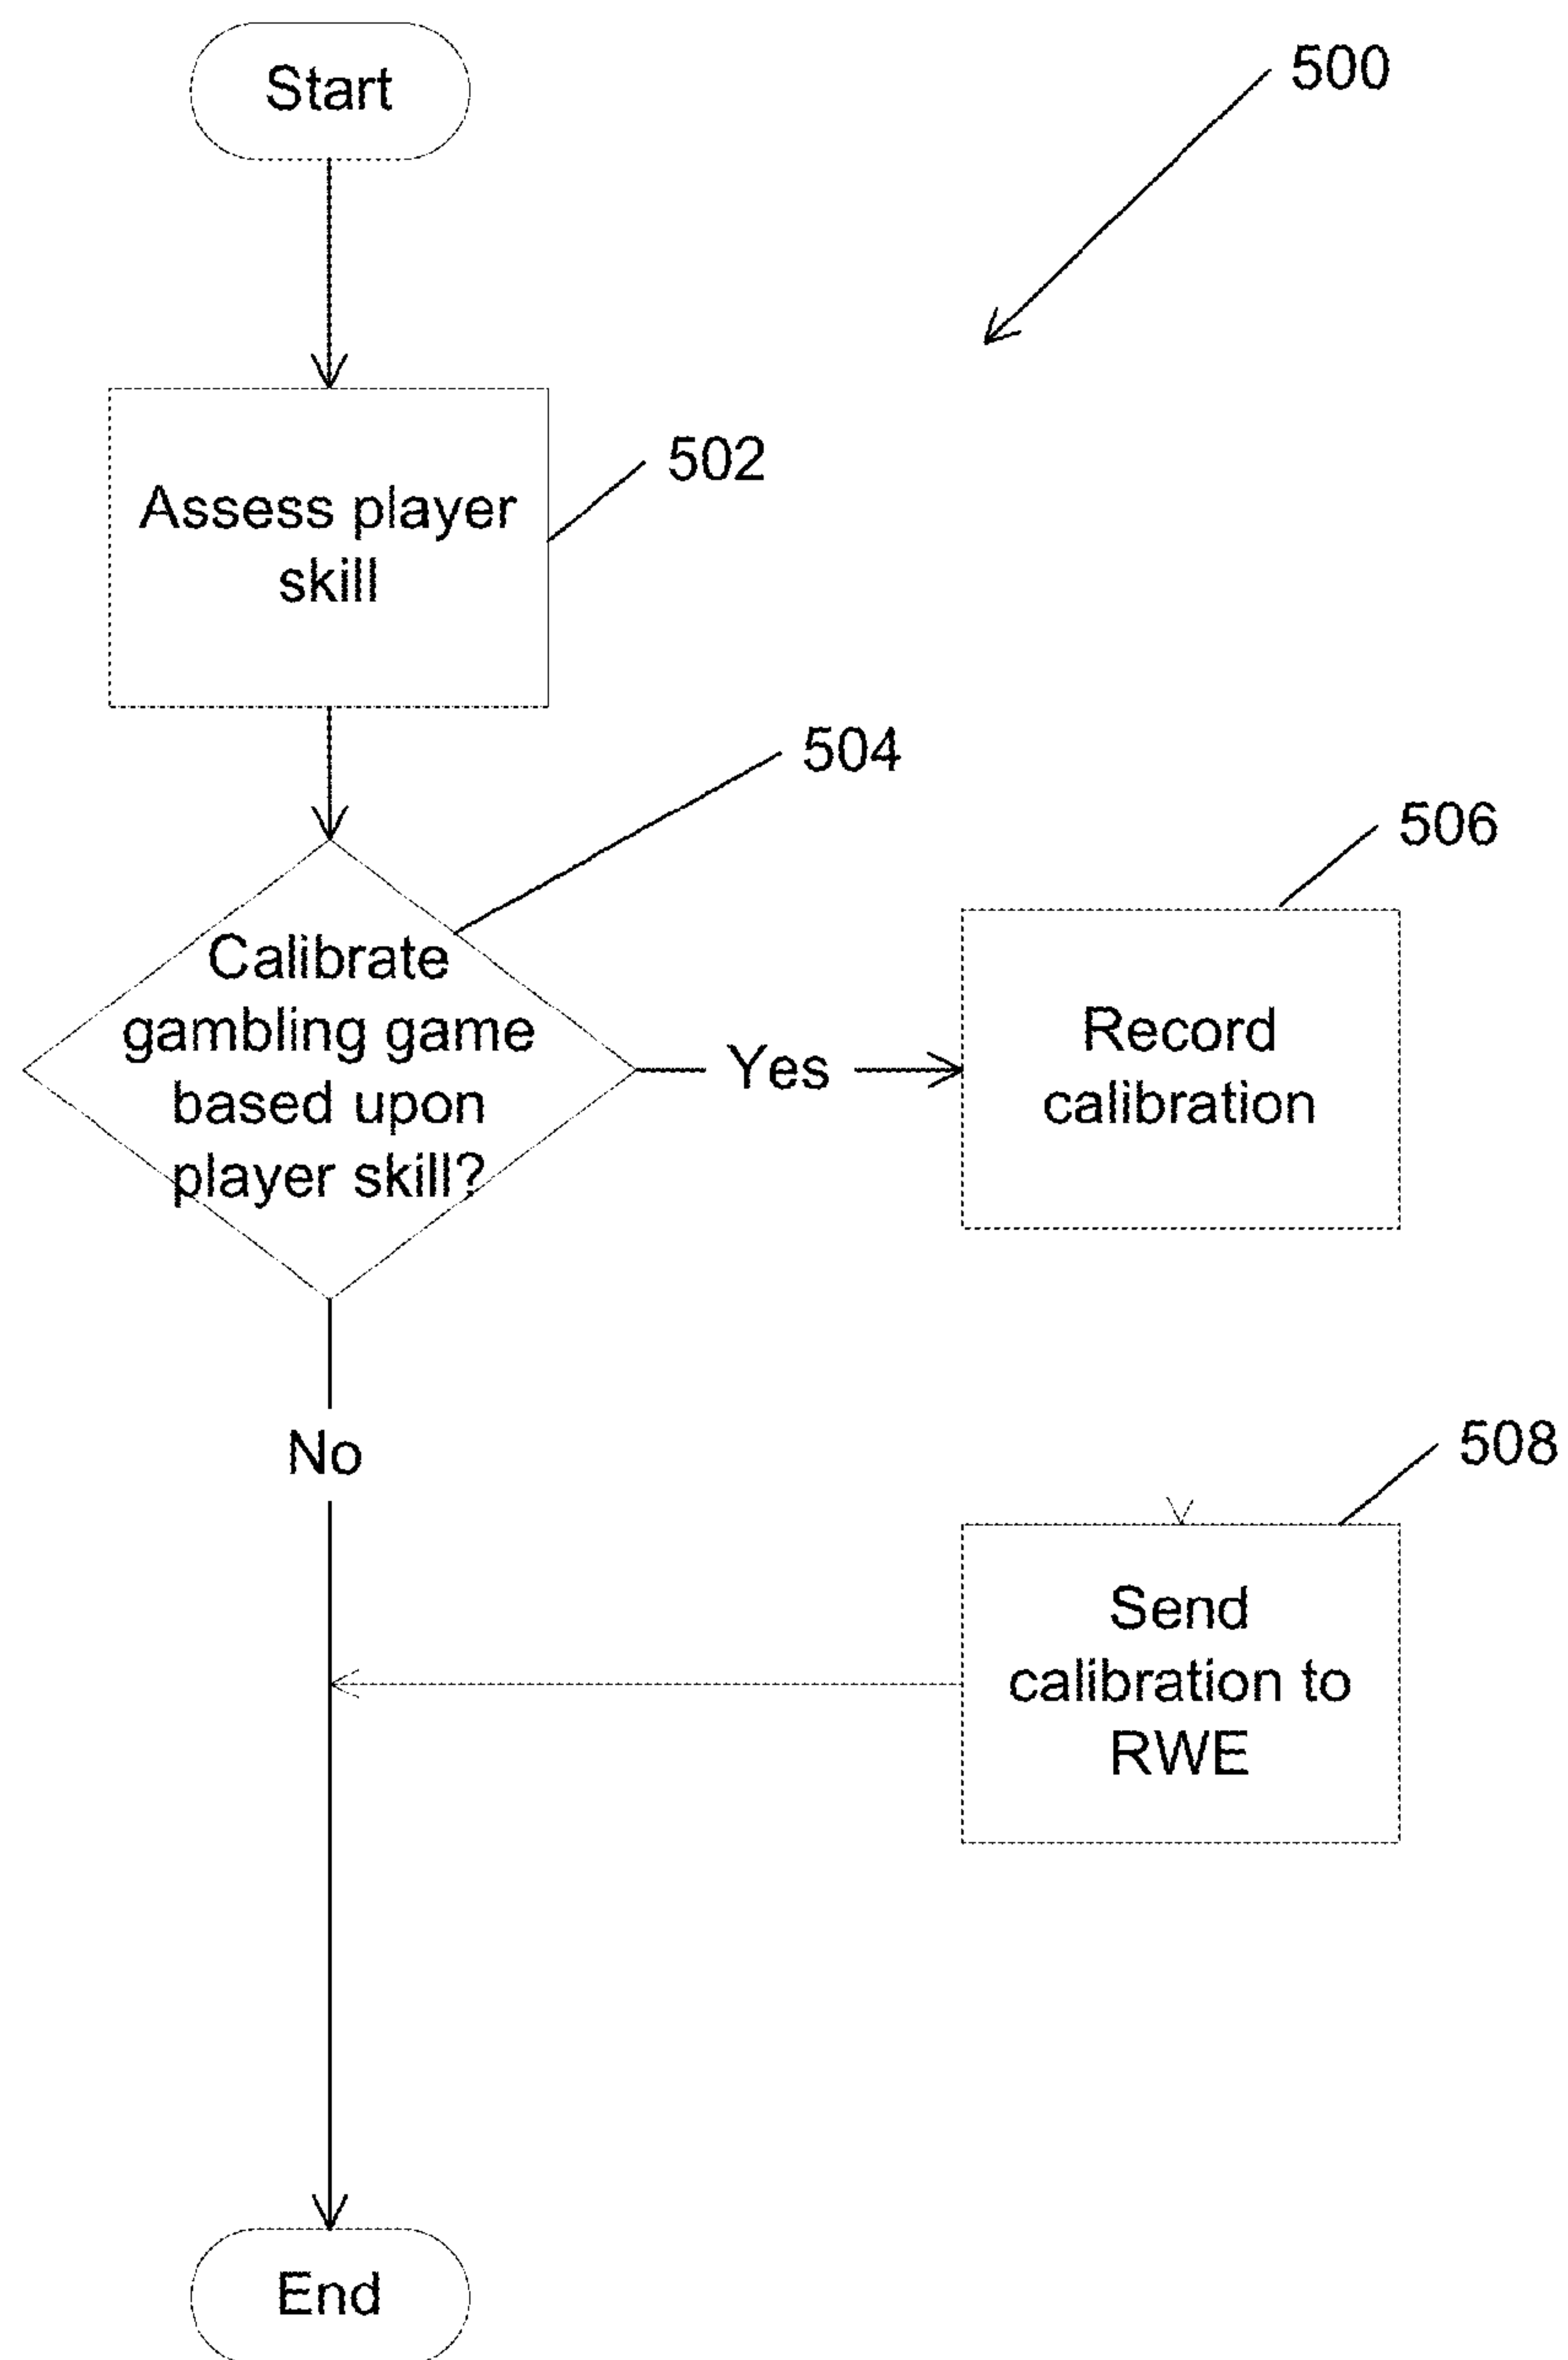 Start
500
Assess player
skill
502
504
Calibrate
gambling game
based upon
player skill?
Yes
506
Record
calibration
No
508
Send
calibration to
RWE
End